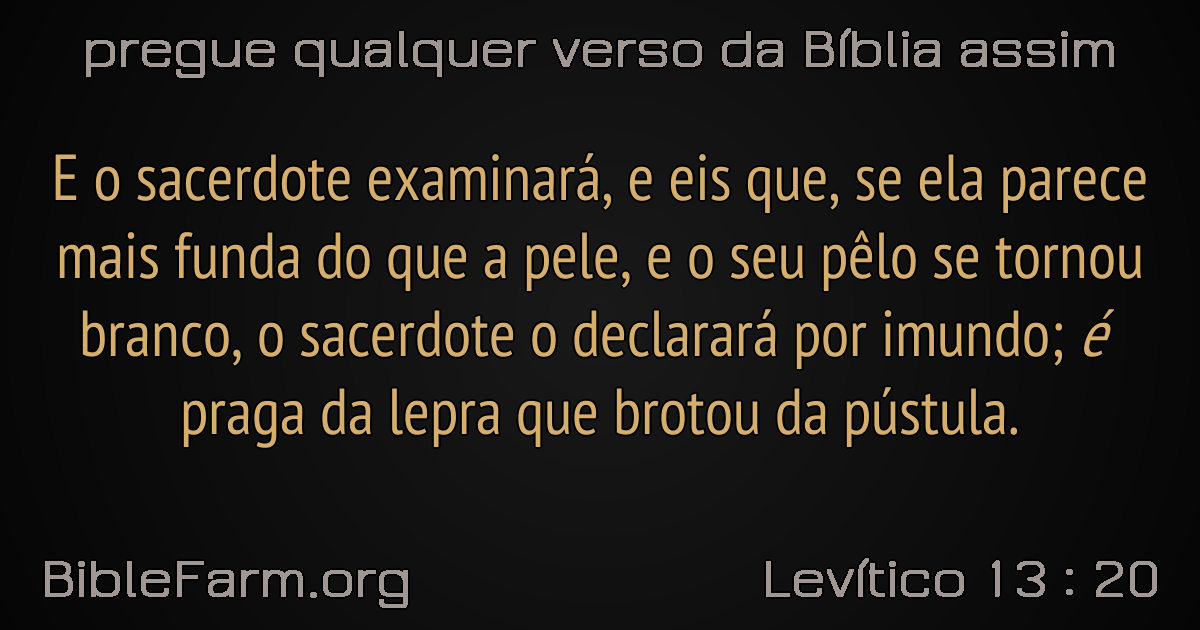 pregue qualquer verso da Bíblia assim
E o sacerdote examinará, e eis que, se ela parece
mais funda do que a pele, e o seu pêlo se tornou
branco, o sacerdote o declarará por imundo; é
praga da lepra que brotou da pústula.
BibleFarm.org
Levítico 13 : 20